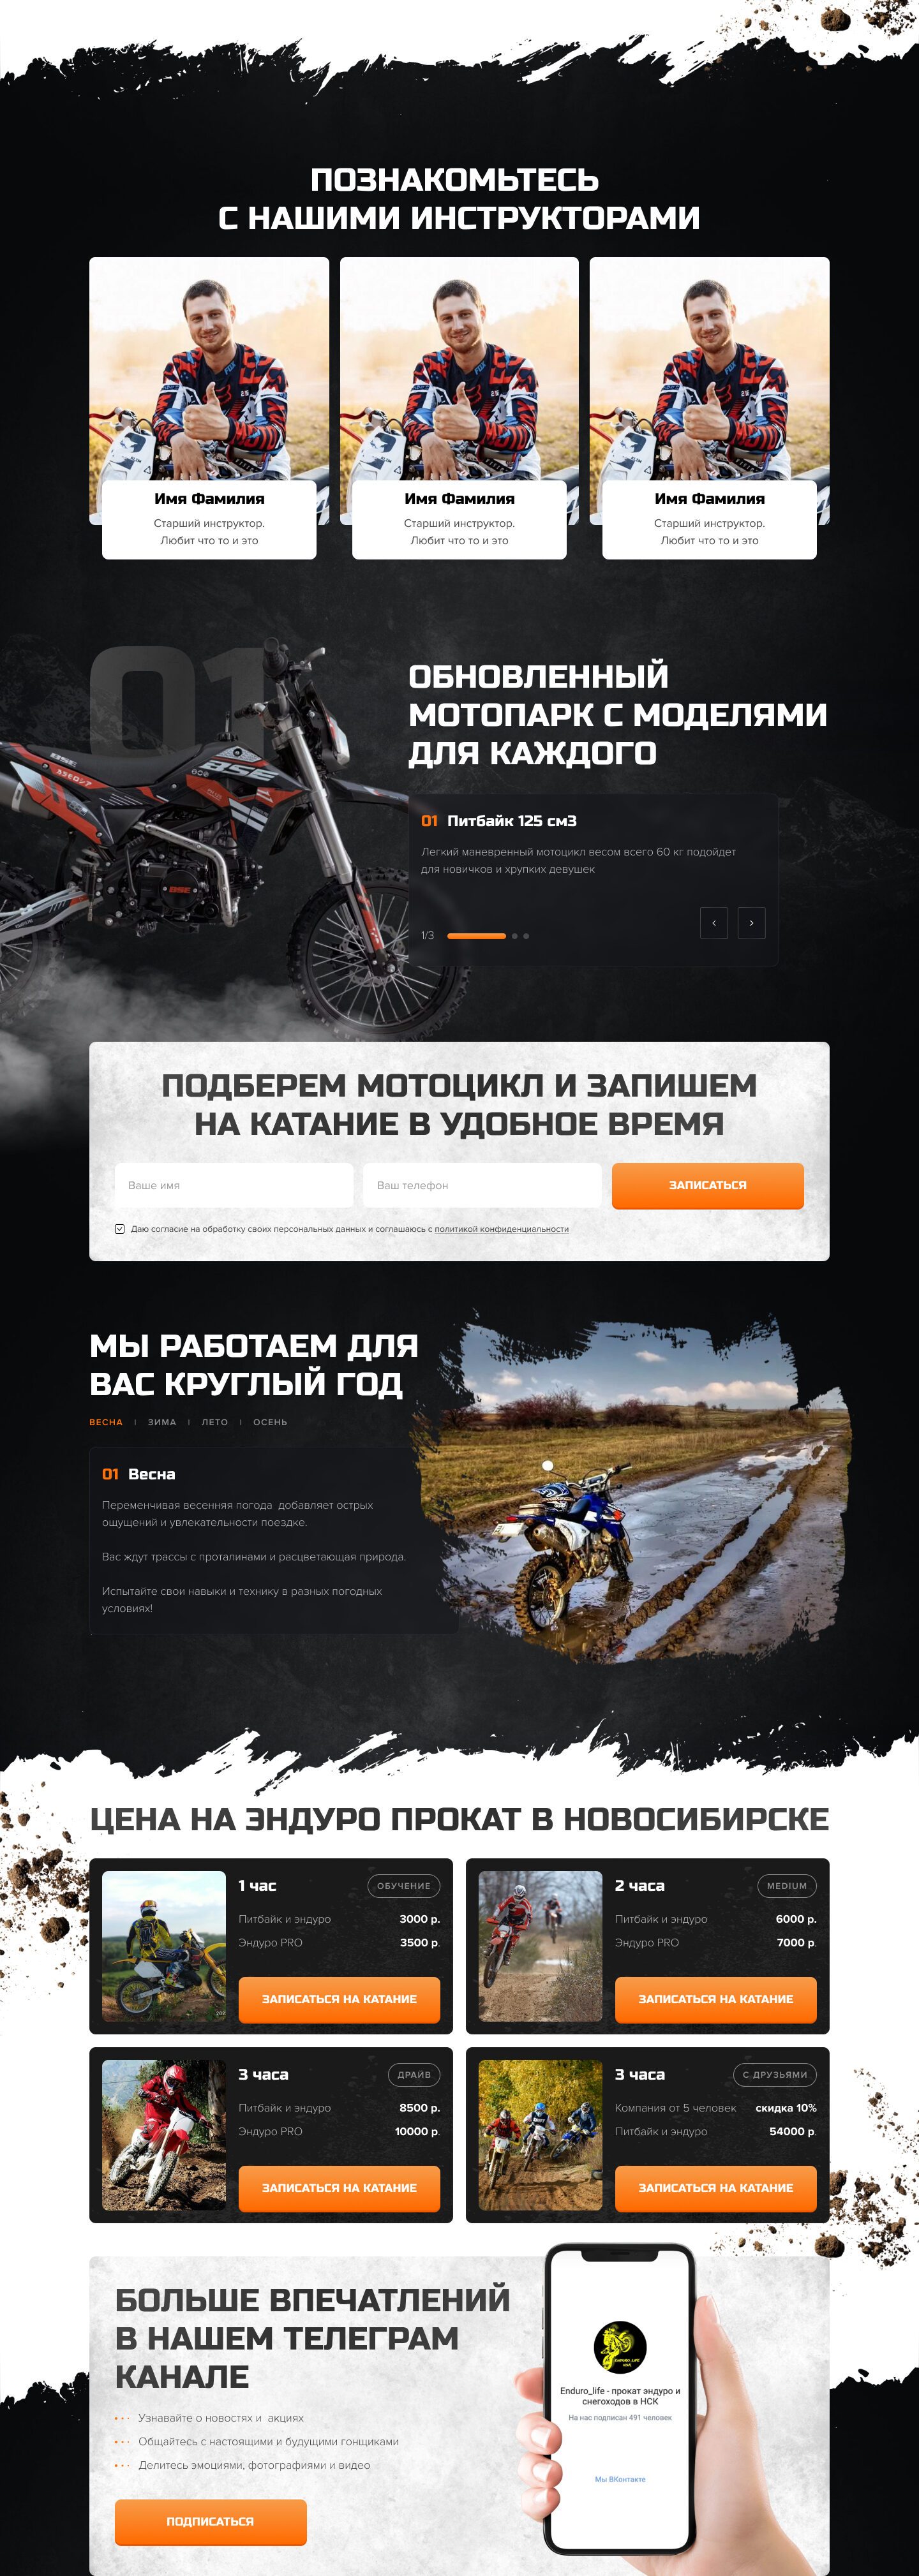 ПОЗНАКОМЬТЕСЬ
С НАШИМИ ИНСТРУКТОРАМИ
FOX
FOX
FOX
Имя Фамилия
Старший инструктор.
Любит что то и это
Имя Фамилия
Старший инструктор.
Любит что то и это
Имя Фамилия
Старший инструктор.
Любит что то и это
01
ОБНОВЛЕННЫЙ
МОТОПАРК С МОДЕЛЯМИ
ДЛЯ КАЖДОГО
BSE
BSE
BSE
01 Питбайк 125 см3
Легкий маневренный мотоцикл весом всего 60 кг подойдет
для новичков и хрупких девушек
1/3
ПОДБЕРЕМ МОТОЦИКЛ И ЗАПИШЕМ
НА КАТАНИЕ В УДОБНОЕ ВРЕМЯ
Ваше имя
Ваш телефон
ЗАПИСАТЬСЯ
Даю согласие на обработку своих персональных данных и соглашаюсь с политикой конфиденциальности
МЫ РАБОТАЕМ ДЛЯ
ВАС КРУГЛЫЙ ГОД
ВЕСНА | ЗИМА | ЛЕТО | ОСЕНЬ
01 Весна
Переменчивая весенняя погода добавляет острых
ощущений и увлекательности поездке.
Вас ждут трассы с проталинами и расцветающая природа.
Испытайте свои навыки и технику в разных погодных
условиях!
ЦЕНА НА ЭНДУРО ПРОКАТ В НОВОСИБИРСКЕ
1 час
ОБУЧЕНИЕ
Питбайк и эндуро 3000 р.
Эндуро PRO 3500 р.
ЗАПИСАТЬСЯ НА КАТАНИЕ
2 часа
MEDIUM
Питбайк и эндуро 6000 р.
Эндуро PRO 7000 р.
ЗАПИСАТЬСЯ НА КАТАНИЕ
3 часа
ДРАЙВ
Питбайк и эндуро 8500 р.
Эндуро PRO 10000 р.
ЗАПИСАТЬСЯ НА КАТАНИЕ
3 часа
С ДРУЗЬЯМИ
Компания от 5 человек скидка 10%
Питбайк и эндуро 54000 р.
ЗАПИСАТЬСЯ НА КАТАНИЕ
БОЛЬШЕ ВПЕЧАТЛЕНИЙ
В НАШЕМ ТЕЛЕГРАМ
КАНАЛЕ
Узнавайте о новостях и акциях
Общайтесь с настоящими и будущими гонщиками
Делитесь эмоциями, фотографиями и видео
ПОДПИСАТЬСЯ
ENDURO_LIFE
НСК
Enduro_life - прокат эндуро и
снегоходов в НСК
На нас подписан 491 человек
Мы ВКонтакте